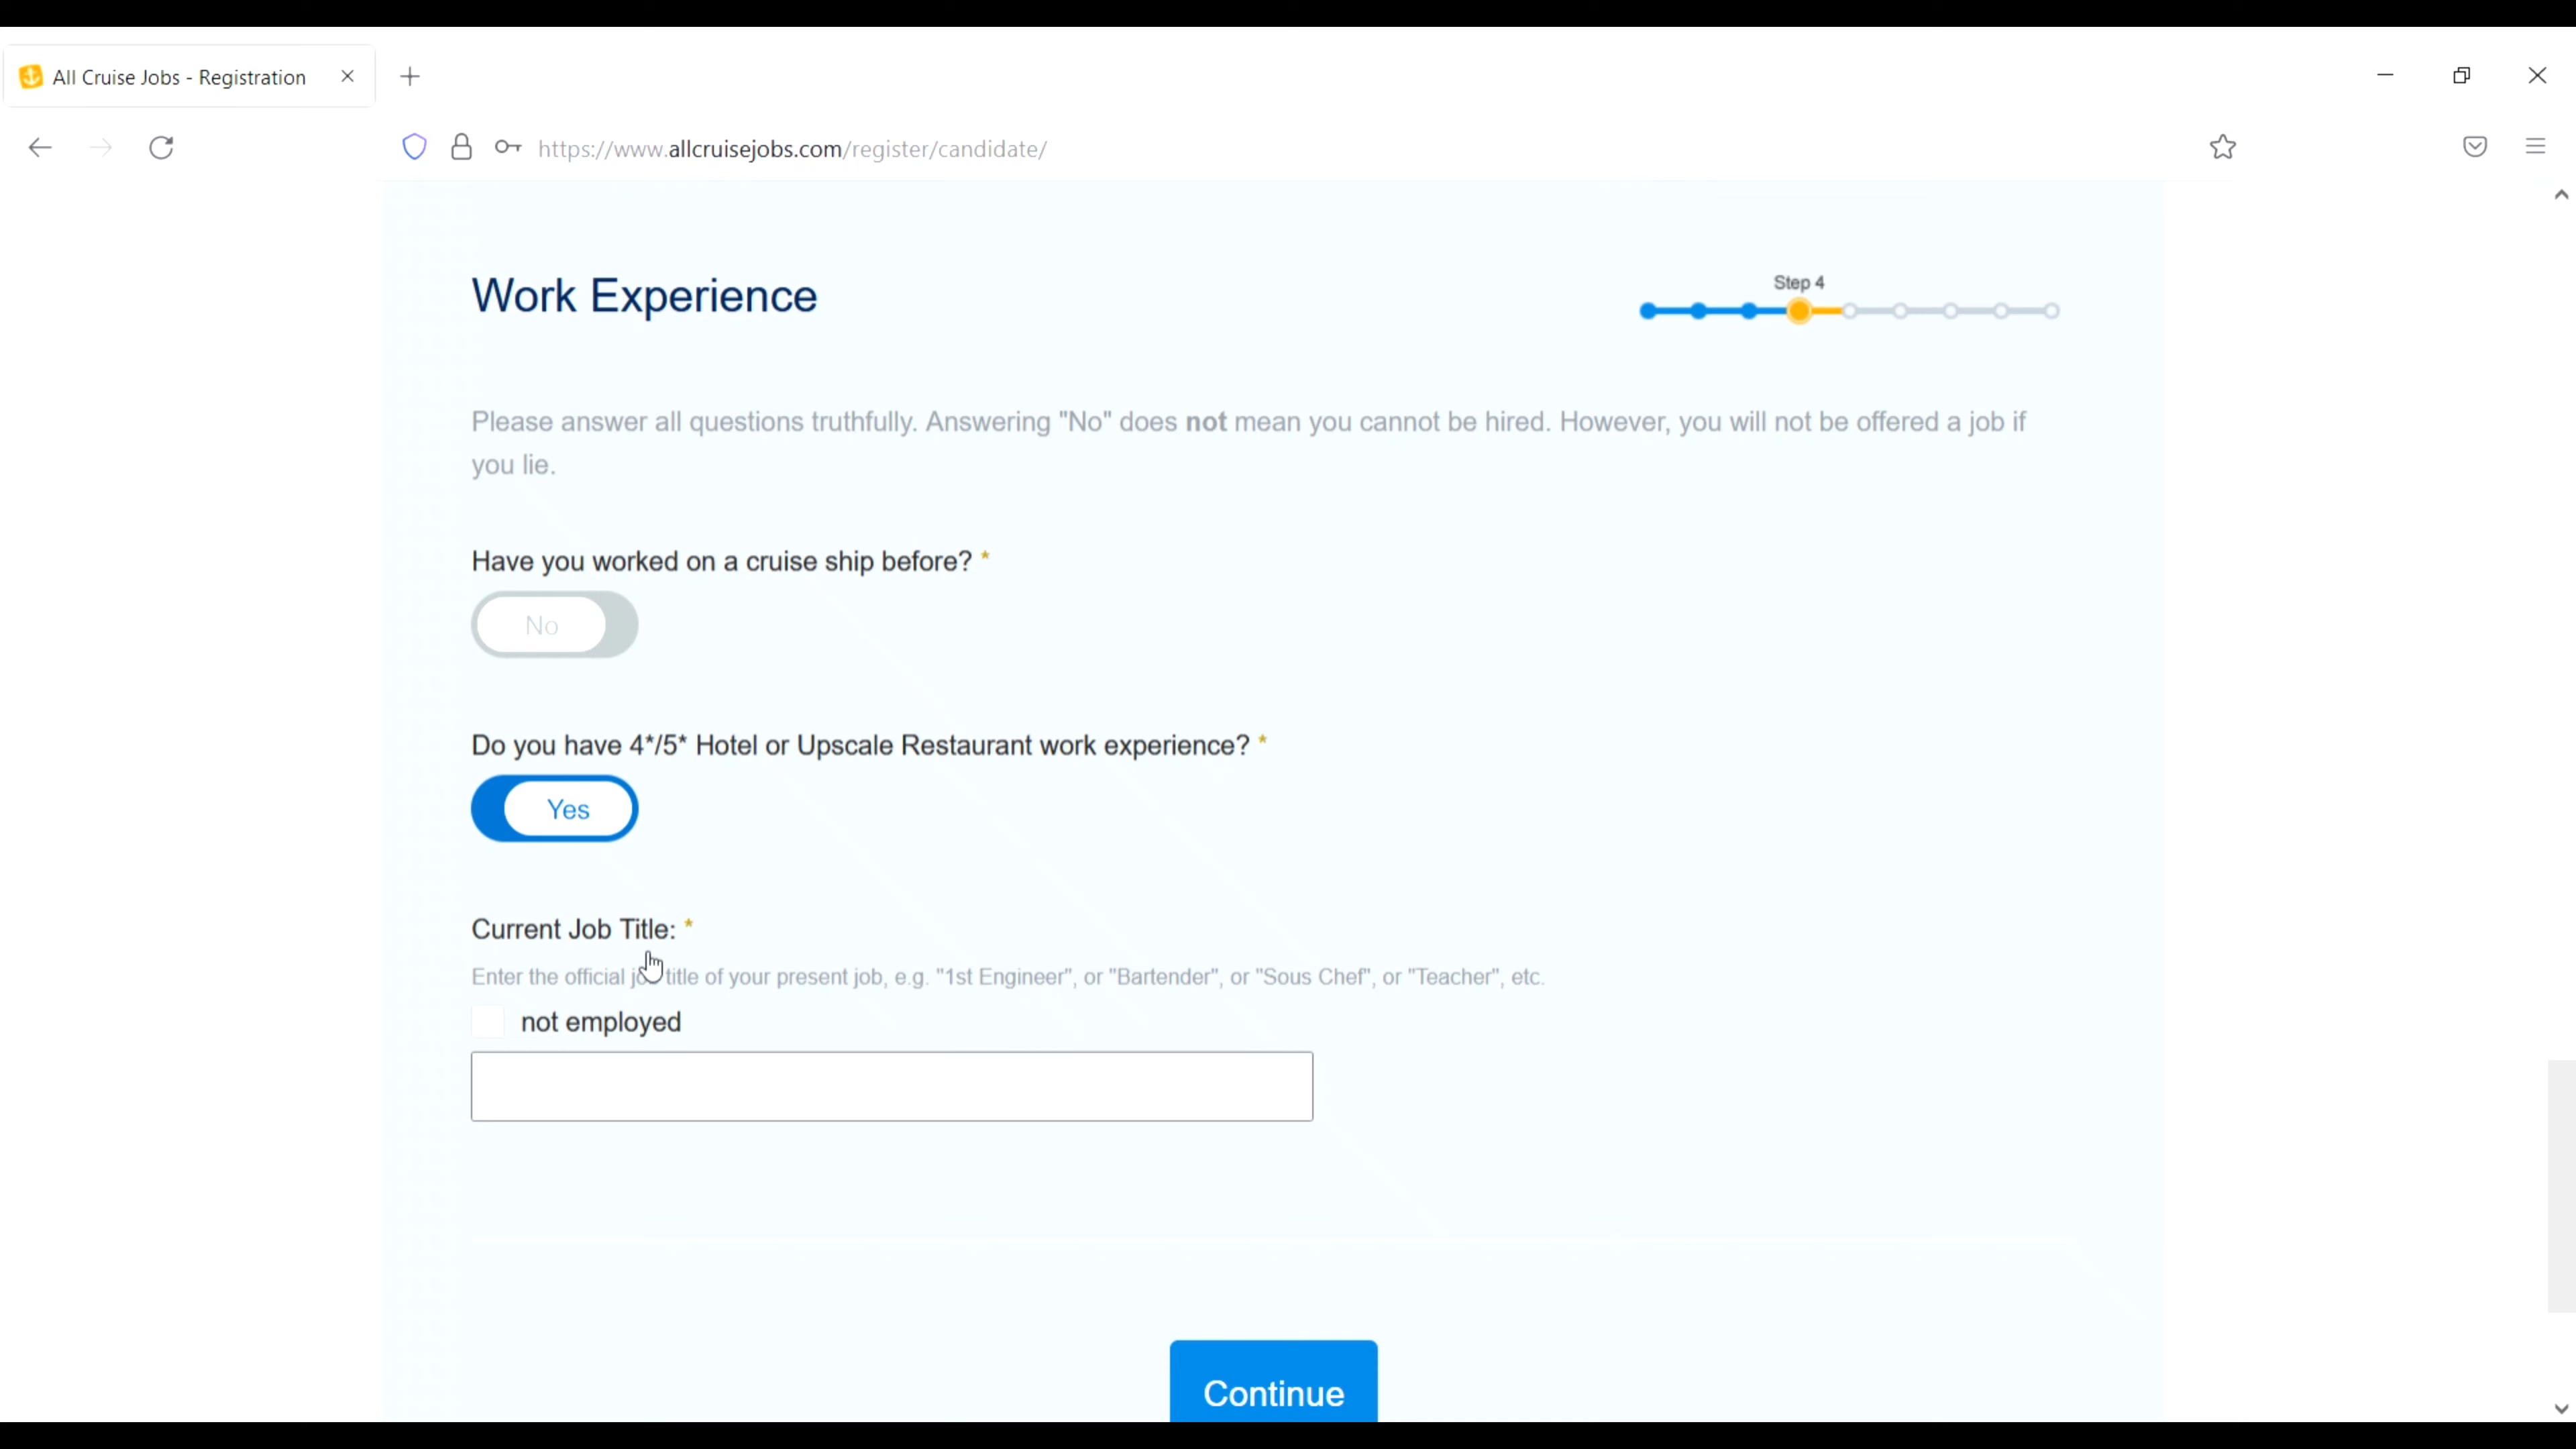 All Cruise Jobs - Registration
https://www.allcruisejobs.com/register/candidate/
Work Experience
Step 4
Please answer all questions truthfully. Answering "No" does not mean you cannot be hired. However, you will not be offered a job if
you lie.
Have you worked on a cruise ship before? *
No
Do you have 4*/5* Hotel or Upscale Restaurant work experience? *
Yes
Current Job Title: *
Enter the official title of your present job, e.g. "1st Engineer", or "Bartender", or "Sous Chef", or "Teacher", etc.
not employed
Continue